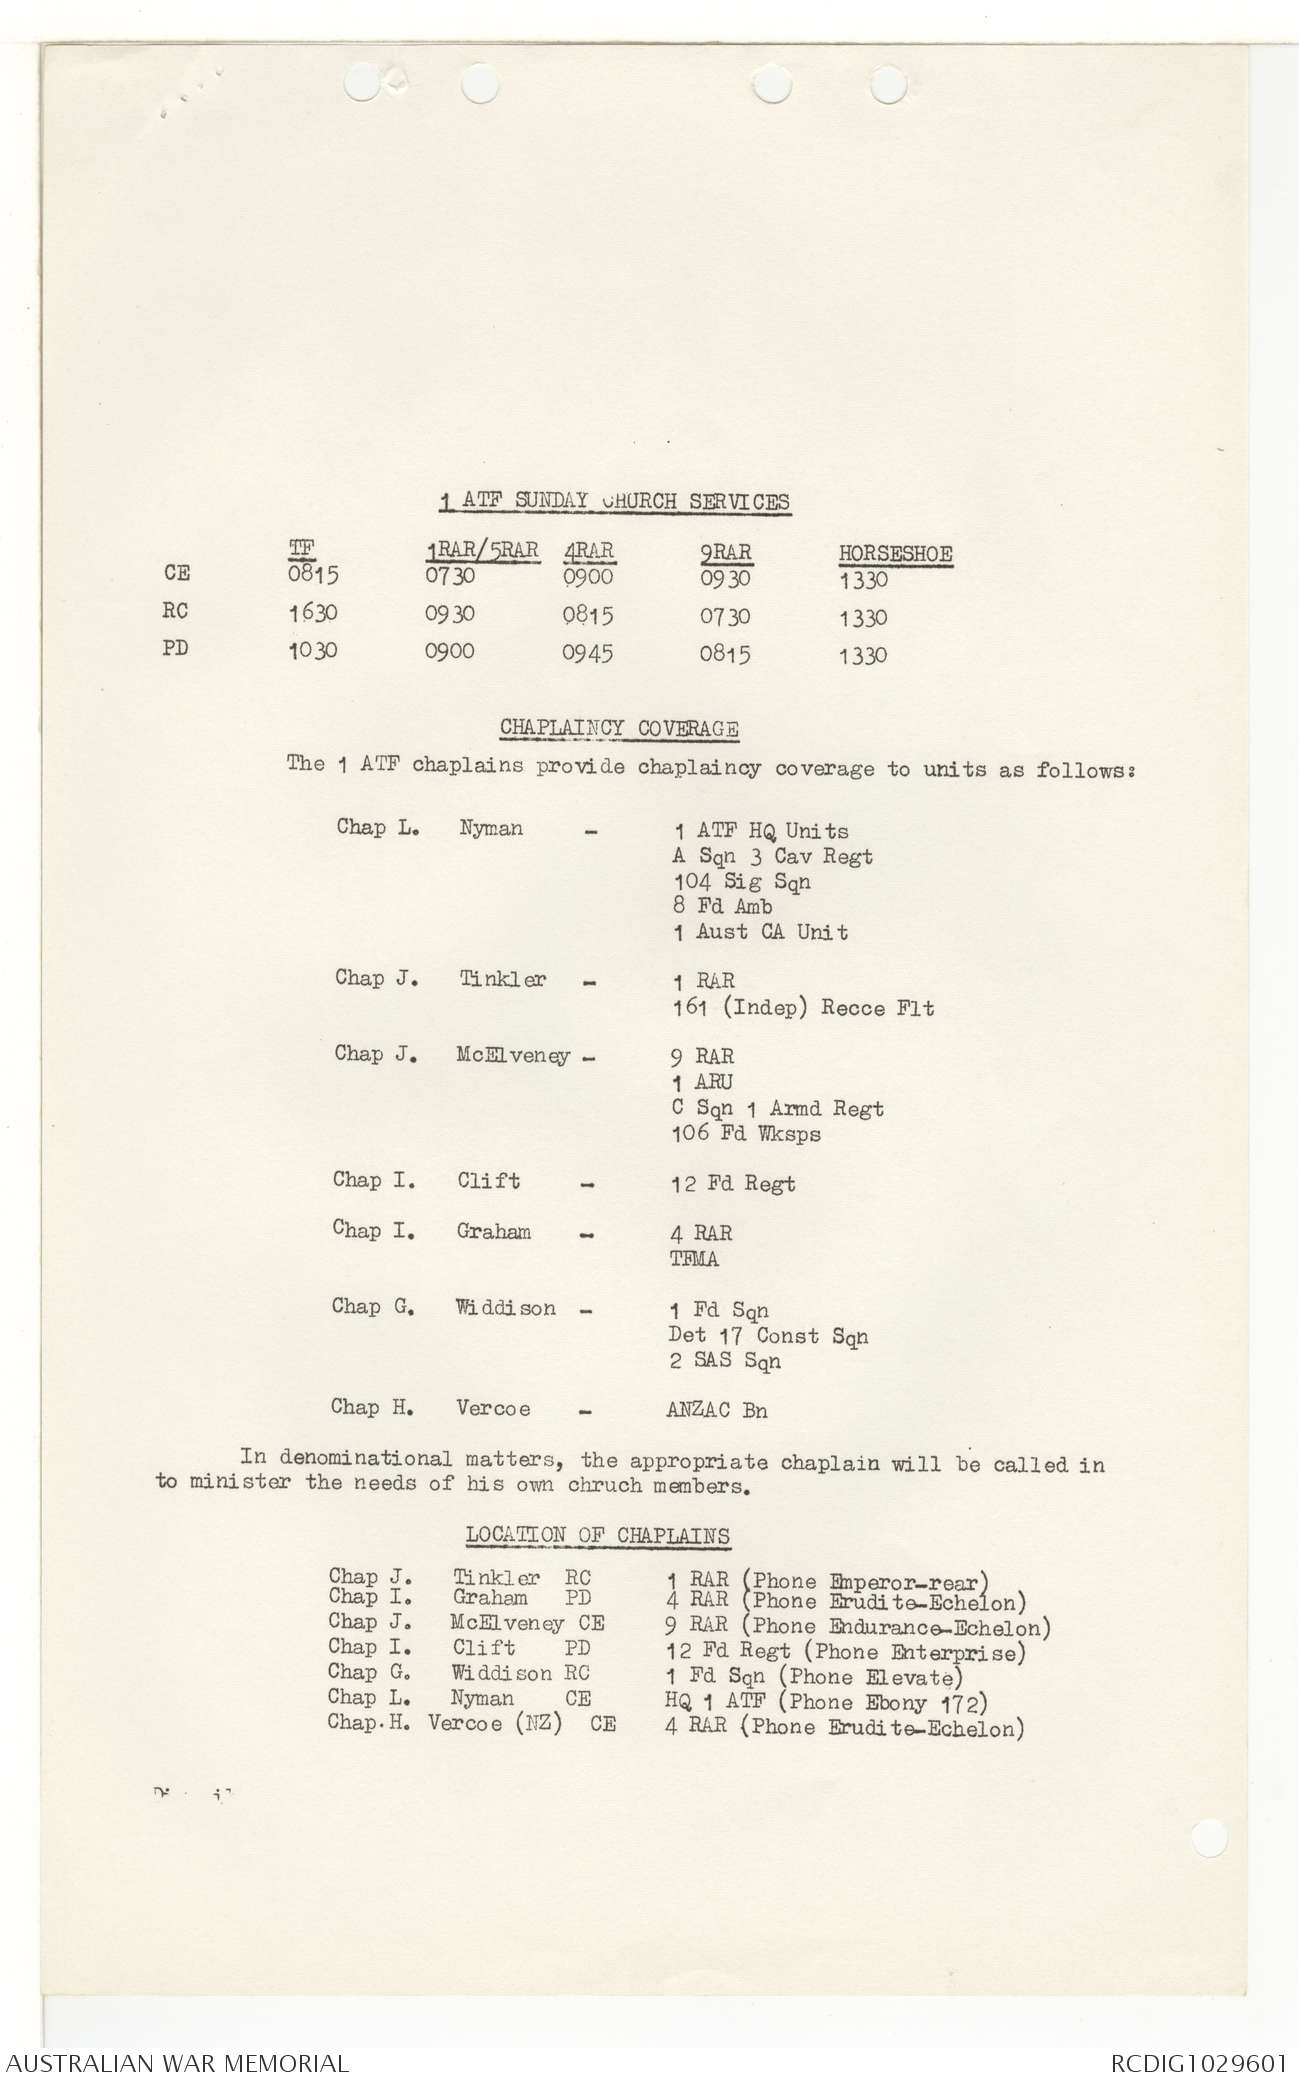 1 ATF SUNDAY CHURCH SERVICES
TF 1RAR/5RAR 4RAR 9RAR HORSESHOE
CE 0815 0730 0900 0930 1330
RC 1630 0930 0815 0730 1330
PD 1030 0900 0945 0815 1330
CHAPLAINCY COVERAGE
The 1 ATF chaplains provide chaplaincy coverage to units as follows:
Chap L. Nyman - 1 ATF HQ Units
A Sqn 3 Cav Regt
104 Sig Sqn
8 Fd Amb
1 Aust CA Unit
Chap J. Tinkler - 1 RAR
161 (Indep) Recce Flt
Chap J. McElveney - 9 RAR
1 ARU
C Sqn 1 Armd Regt
106 Fd Wksps
Chap I. Clift - 12 Fd Regt
Chap I. Graham - 4 RAR
TFMA
Chap G. Widdison - 1 Fd Sqn
Det 17 Const Sqn
2 SAS Sqn
Chap H. Vercoe - ANZAC Bn
In denominational matters, the appropriate chaplain will be called in
to minister the needs of his own chruch members.
LOCATION OF CHAPLAINS
Chap J. Tinkler RC 1 RAR (Phone Emperor-rear)
Chap I. Graham PD 4 RAR (Phone Erudite-Echelon)
Chap J. McElveney CE 9 RAR (Phone Endurance-Echelon)
Chap I. Clift PD 12 Fd Regt (Phone Enterprise)
Chap G. Widdison RC 1 Fd Sqn (Phone Elevate)
Chap L. Nyman CE HQ 1 ATF (Phone Ebony 172)
Chap.H. Vercoe (NZ) CE 4 RAR (Phone Erudite-Echelon)
AUSTRALIAN WAR MEMORIAL RCDIG1029601